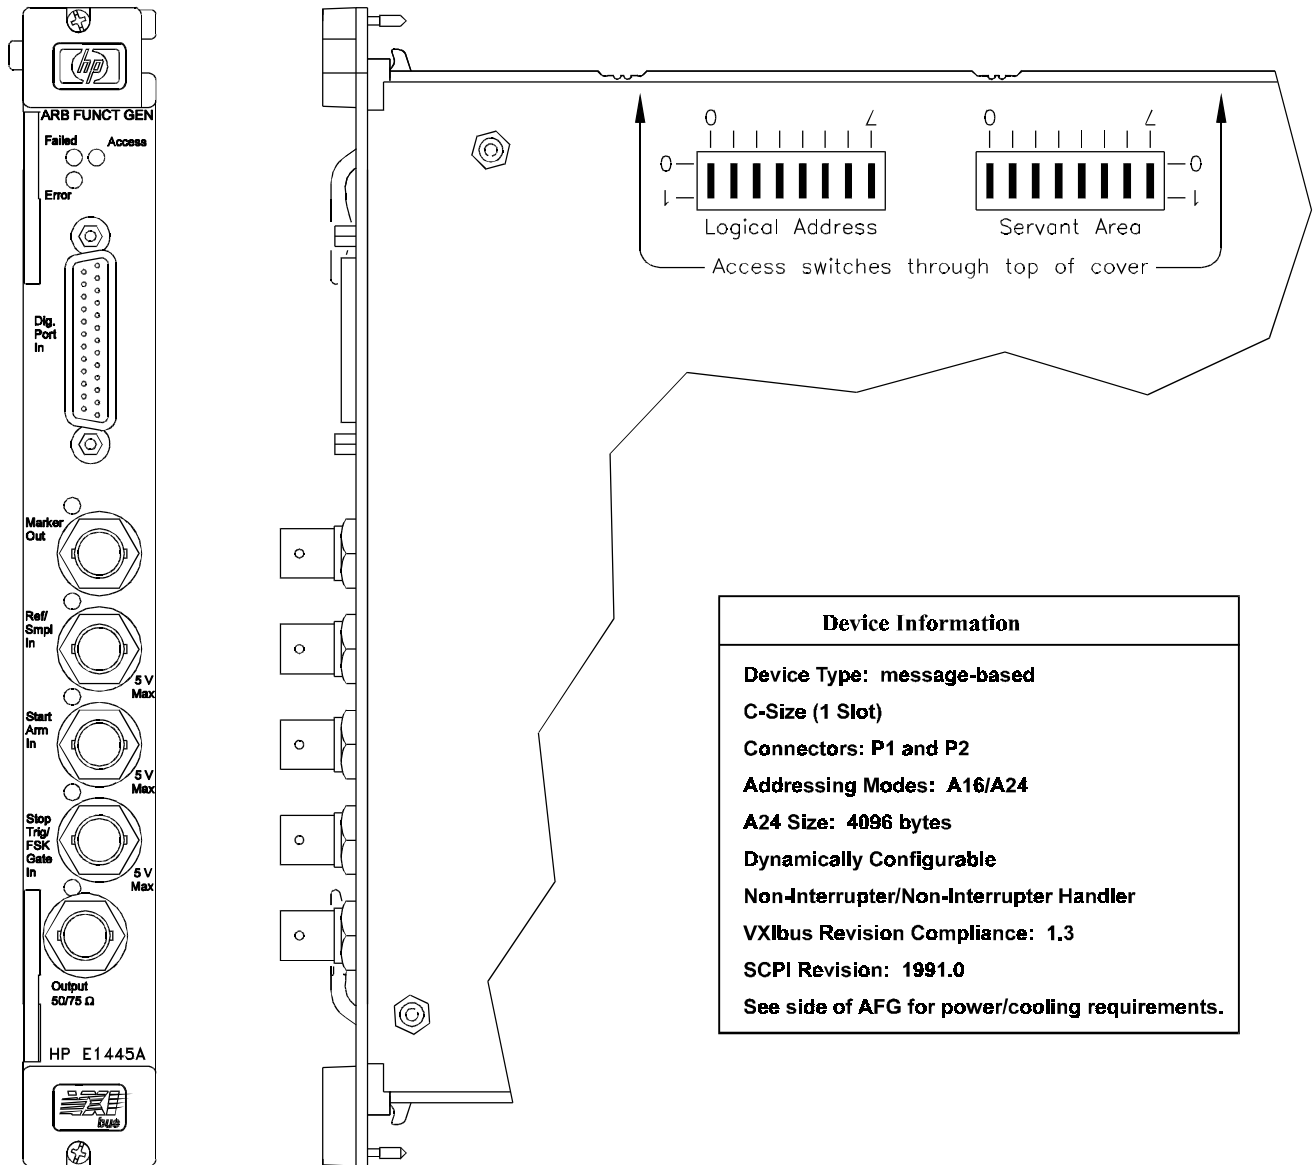 hp
ARB FUNCT GEN
Failed Access
Error
Dig.
Port
In
Marker
Out
Ref/
Smpl
In
5 V
Max
Start
Arm
In
5 V
Max
Stop
Trig/
FSK
Gate
In
5 V
Max
Output
50/75 Ω
HP E1445A
VXI
bus
0 7
0
1
Logical Address
0 7
0
1
Servant Area
Access switches through top of cover
Device Information
Device Type: message-based
C-Size (1 Slot)
Connectors: P1 and P2
Addressing Modes: A16/A24
A24 Size: 4096 bytes
Dynamically Configurable
Non-Interrupter/Non-Interrupter Handler
VXIbus Revision Compliance: 1.3
SCPI Revision: 1991.0
See side of AFG for power/cooling requirements.